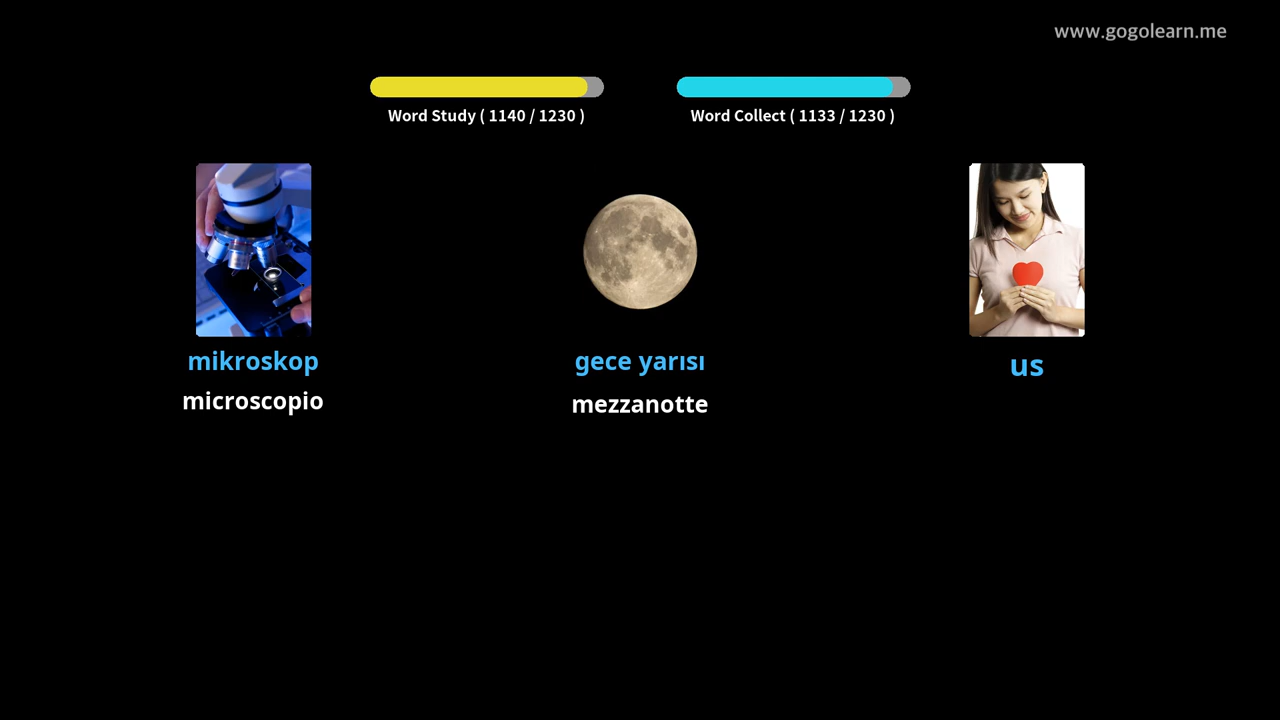 www.gogolearn.me
Word Study ( 1140 / 1230 )
Word Collect ( 1133 / 1230 )
mikroskop
microscopio
gece yarısı
mezzanotte
us